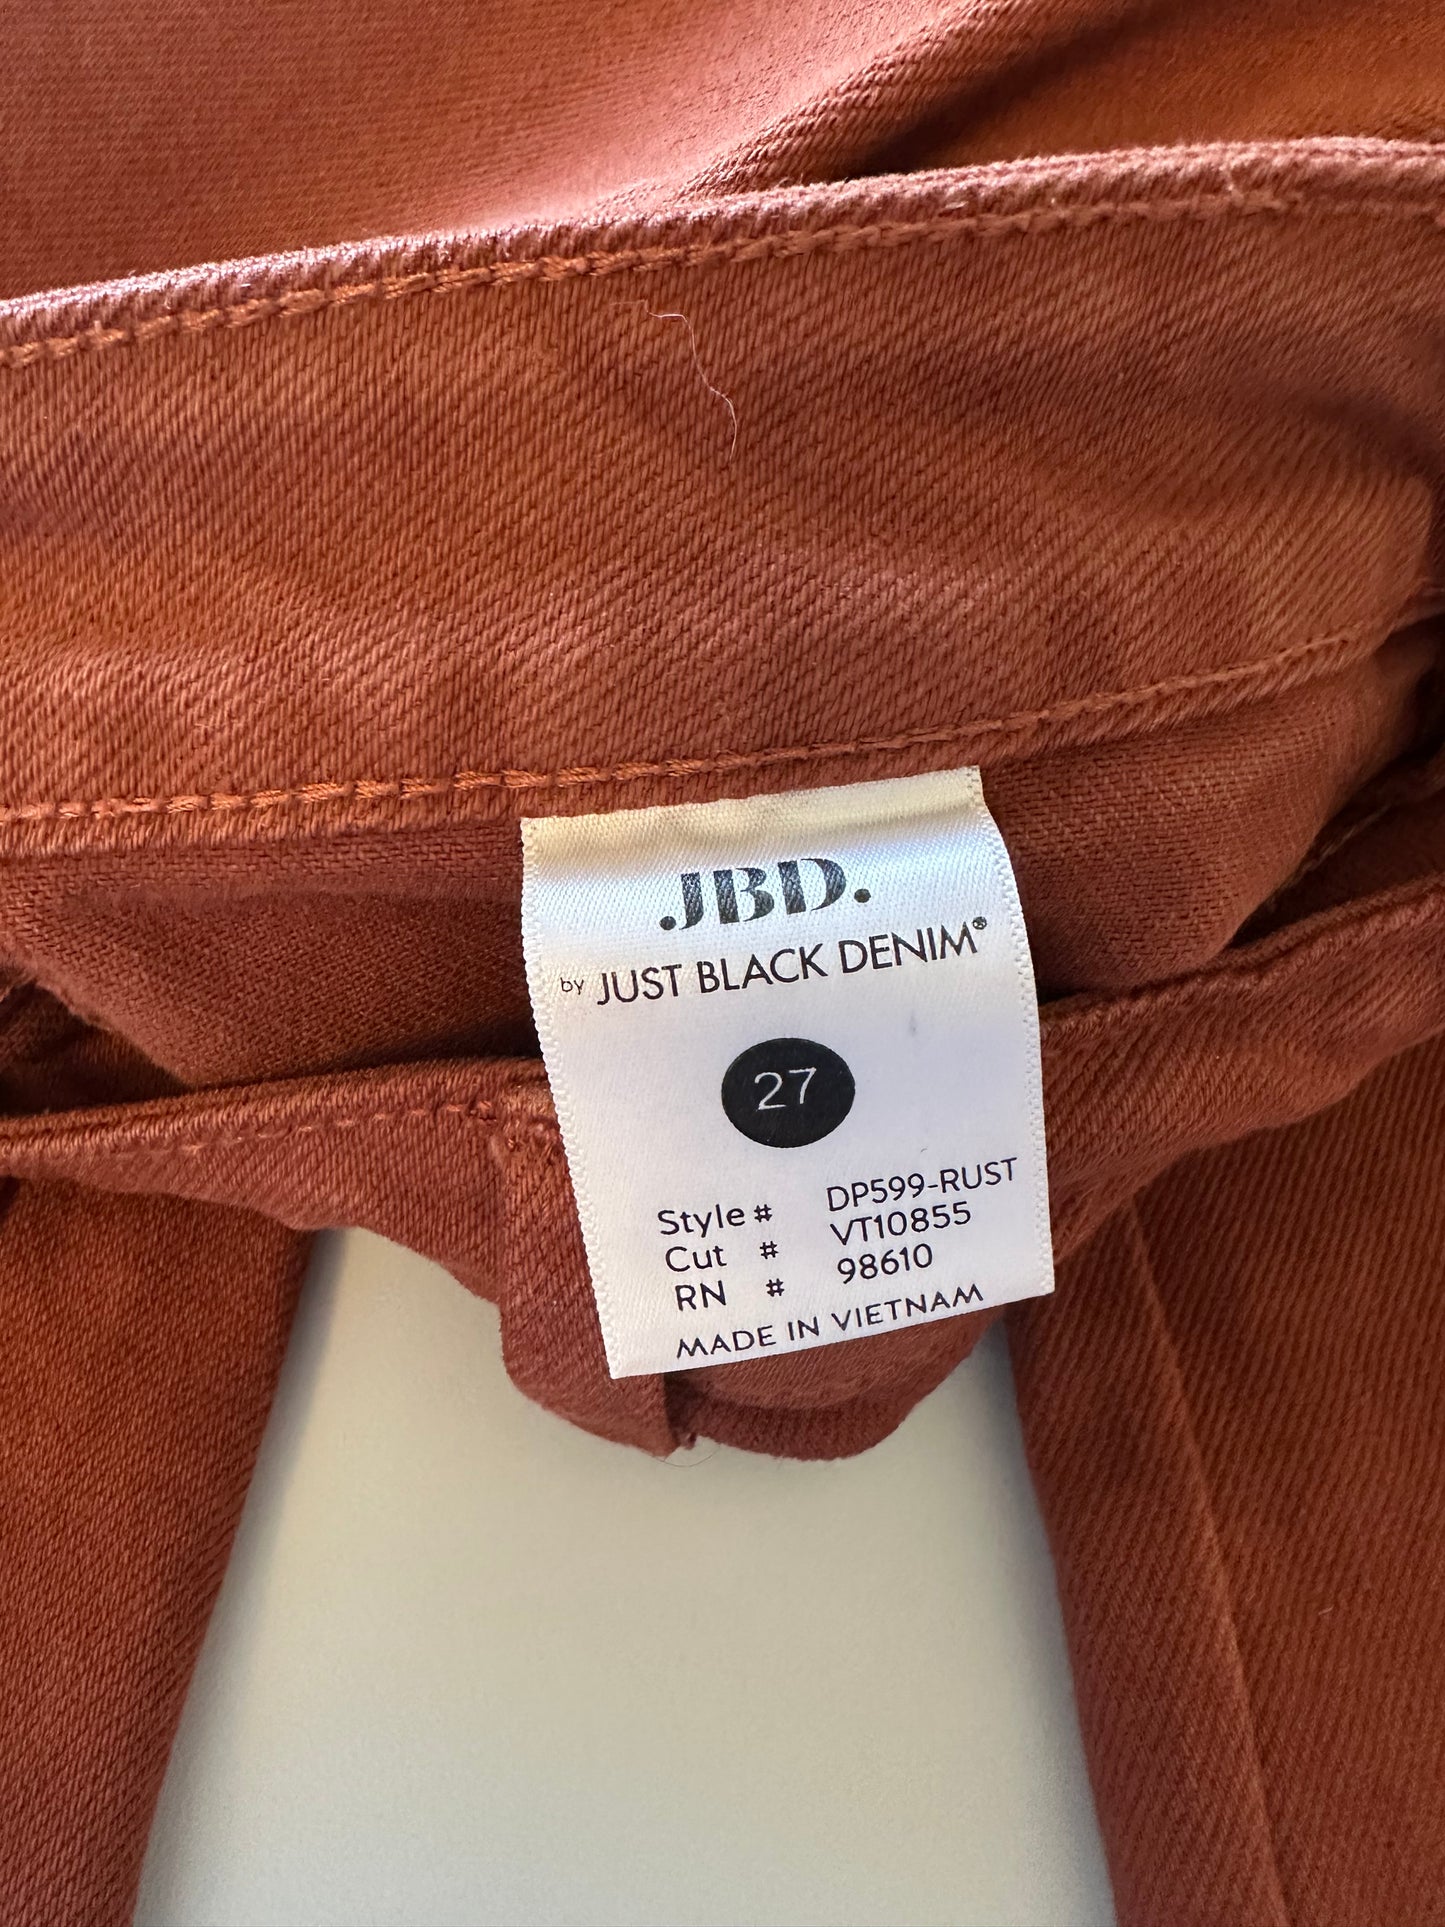 JBD.
by JUST BLACK DENIM®
27
Style # DP599-RUST
Cut # VT10855
RN # 98610
MADE IN VIETNAM